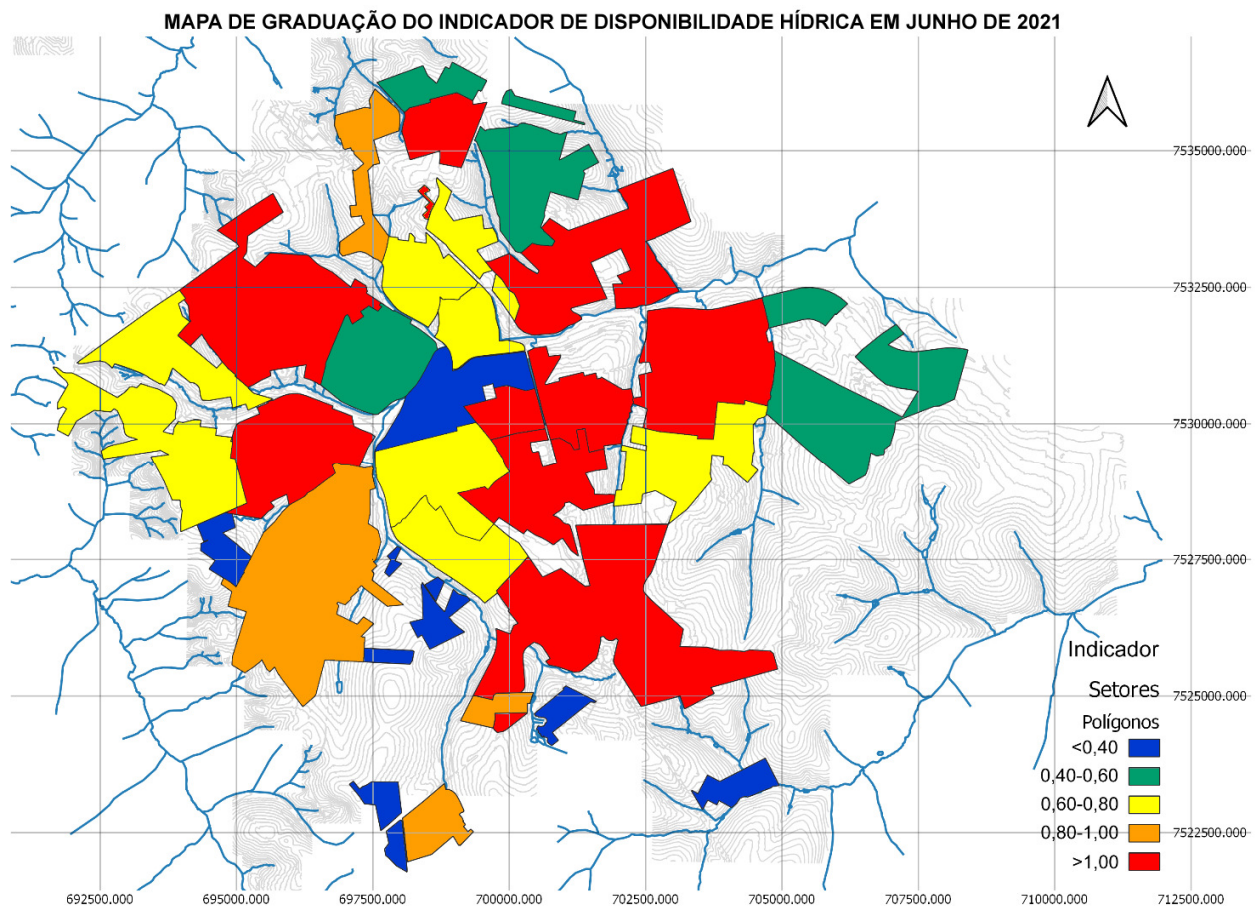 MAPA DE GRADUAÇÃO DO INDICADOR DE DISPONIBILIDADE HÍDRICA EM JUNHO DE 2021
7535000.000
7532500.000
7530000.000
7527500.000
Indicador
Setores
7525000.000
Polígonos
<0,40
0,40-0,60
0,60-0,80
0,80-1,00
7522500.000
>1,00
692500.000 695000.000 697500.000 700000.000 702500.000 705000.000 707500.000 710000.000 712500.000